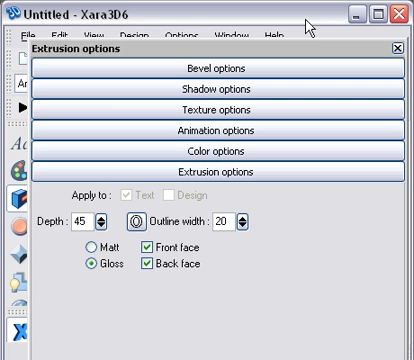 Untitled - Xara3D6
File Edit View Design Options Window Help
Extrusion options
Bevel options
Shadow options
Texture options
Animation options
Color options
Extrusion options
Apply to : Text Design
Depth : 45 Outline width : 20
Matt Front face
Gloss Back face